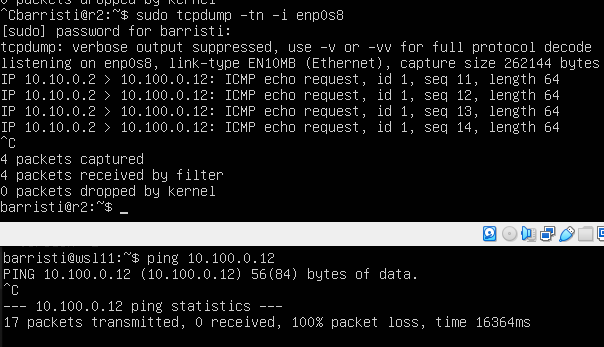 0 packets dropped by kernel
^Cbarristi@r2:~$ sudo tcpdump -tn -i enp0s8
[sudo] password for barristi:
tcpdump: verbose output suppressed, use -v or -vv for full protocol decode
listening on enp0s8, link-type EN10MB (Ethernet), capture size 262144 bytes
IP 10.10.0.2 > 10.100.0.12: ICMP echo request, id 1, seq 11, length 64
IP 10.10.0.2 > 10.100.0.12: ICMP echo request, id 1, seq 12, length 64
IP 10.10.0.2 > 10.100.0.12: ICMP echo request, id 1, seq 13, length 64
IP 10.10.0.2 > 10.100.0.12: ICMP echo request, id 1, seq 14, length 64
^C
4 packets captured
4 packets received by filter
0 packets dropped by kernel
barristi@r2:~$ _
barristi@wsl11:~$ ping 10.100.0.12
PING 10.100.0.12 (10.100.0.12) 56(84) bytes of data.
^C
--- 10.100.0.12 ping statistics ---
17 packets transmitted, 0 received, 100% packet loss, time 16364ms